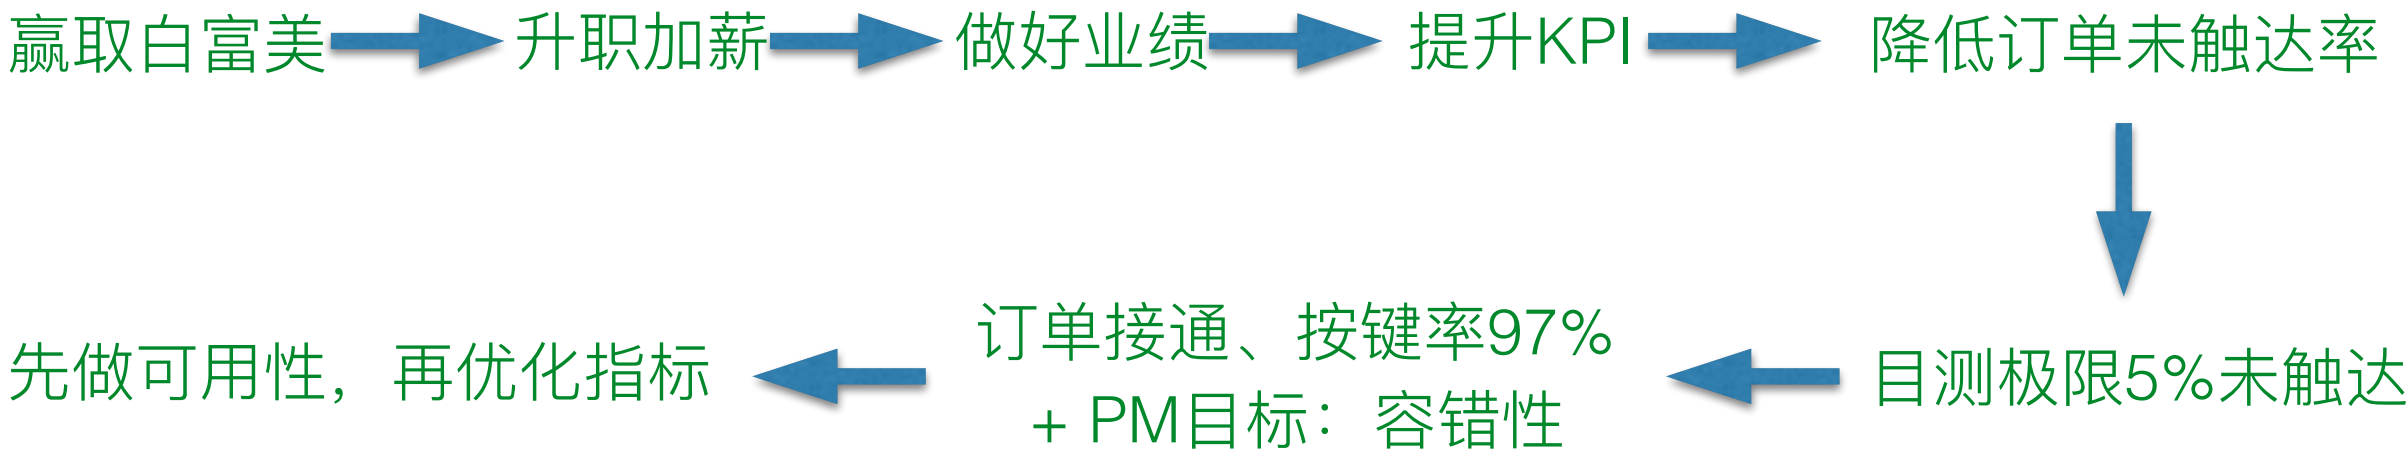 赢取白富美
升职加薪
做好业绩
提升KPI
降低订单未触达率
目测极限5%未触达
订单接通、按键率97%
+ PM目标：容错性
先做可用性，再优化指标